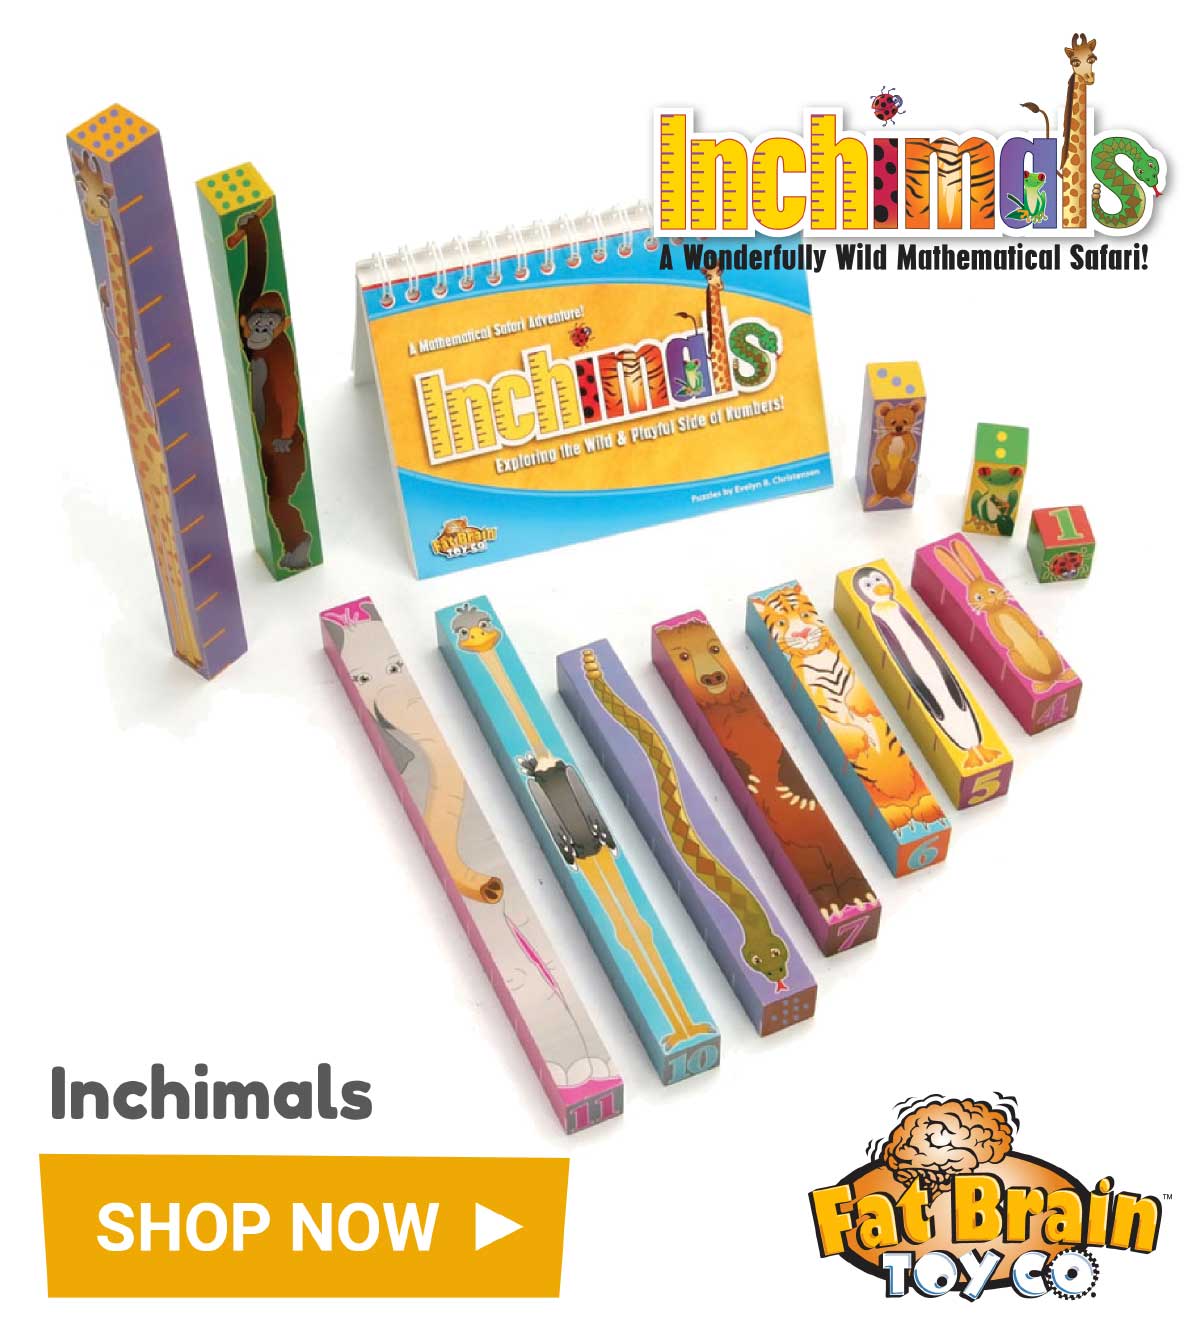 Inchimals
A Wonderfully Wild Mathematical Safari!
A Mathematical Safari Adventure!
Inchimals
Exploring the Wild & Playful Side of Numbers!
Puzzles by Evelyn B. Christensen
Fat Brain
TOY CO.
1
4
5
6
7
10
11
Inchimals
SHOP NOW
Fat Brain™
TOY CO.